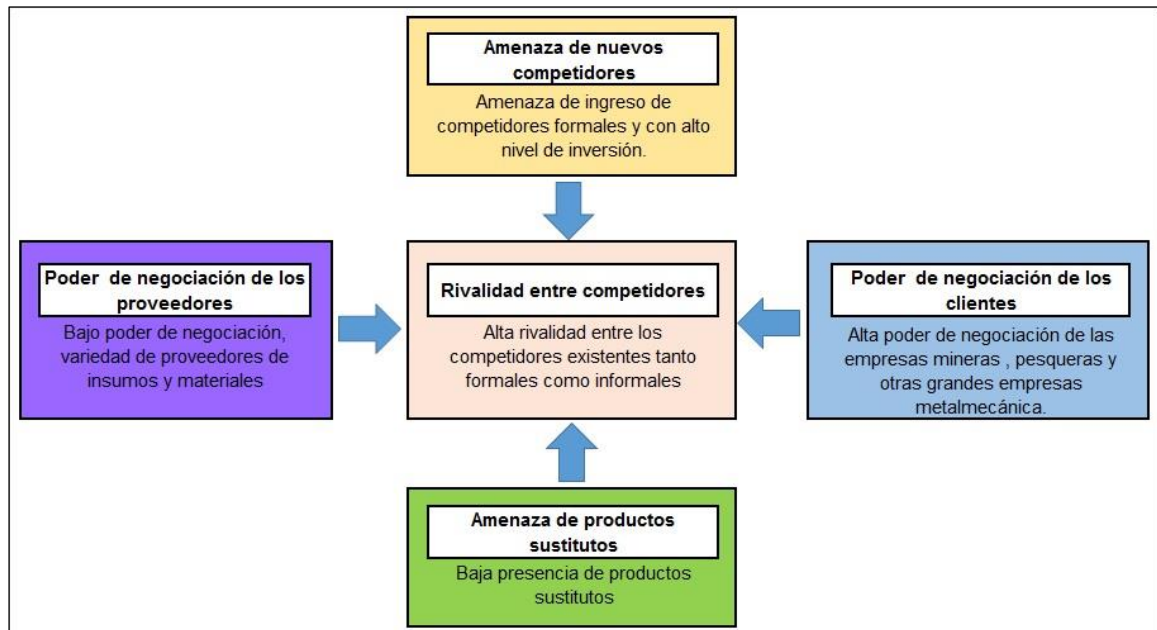 Amenaza de nuevos
competidores
Amenaza de ingreso de
competidores formales y con alto
nivel de inversión.
Poder de negociación de los
proveedores
Bajo poder de negociación,
variedad de proveedores de
insumos y materiales
Rivalidad entre competidores
Alta rivalidad entre los
competidores existentes tanto
formales como informales
Poder de negociación de los
clientes
Alta poder de negociación de las
empresas mineras , pesqueras y
otras grandes empresas
metalmecánica.
Amenaza de productos
sustitutos
Baja presencia de productos
sustitutos